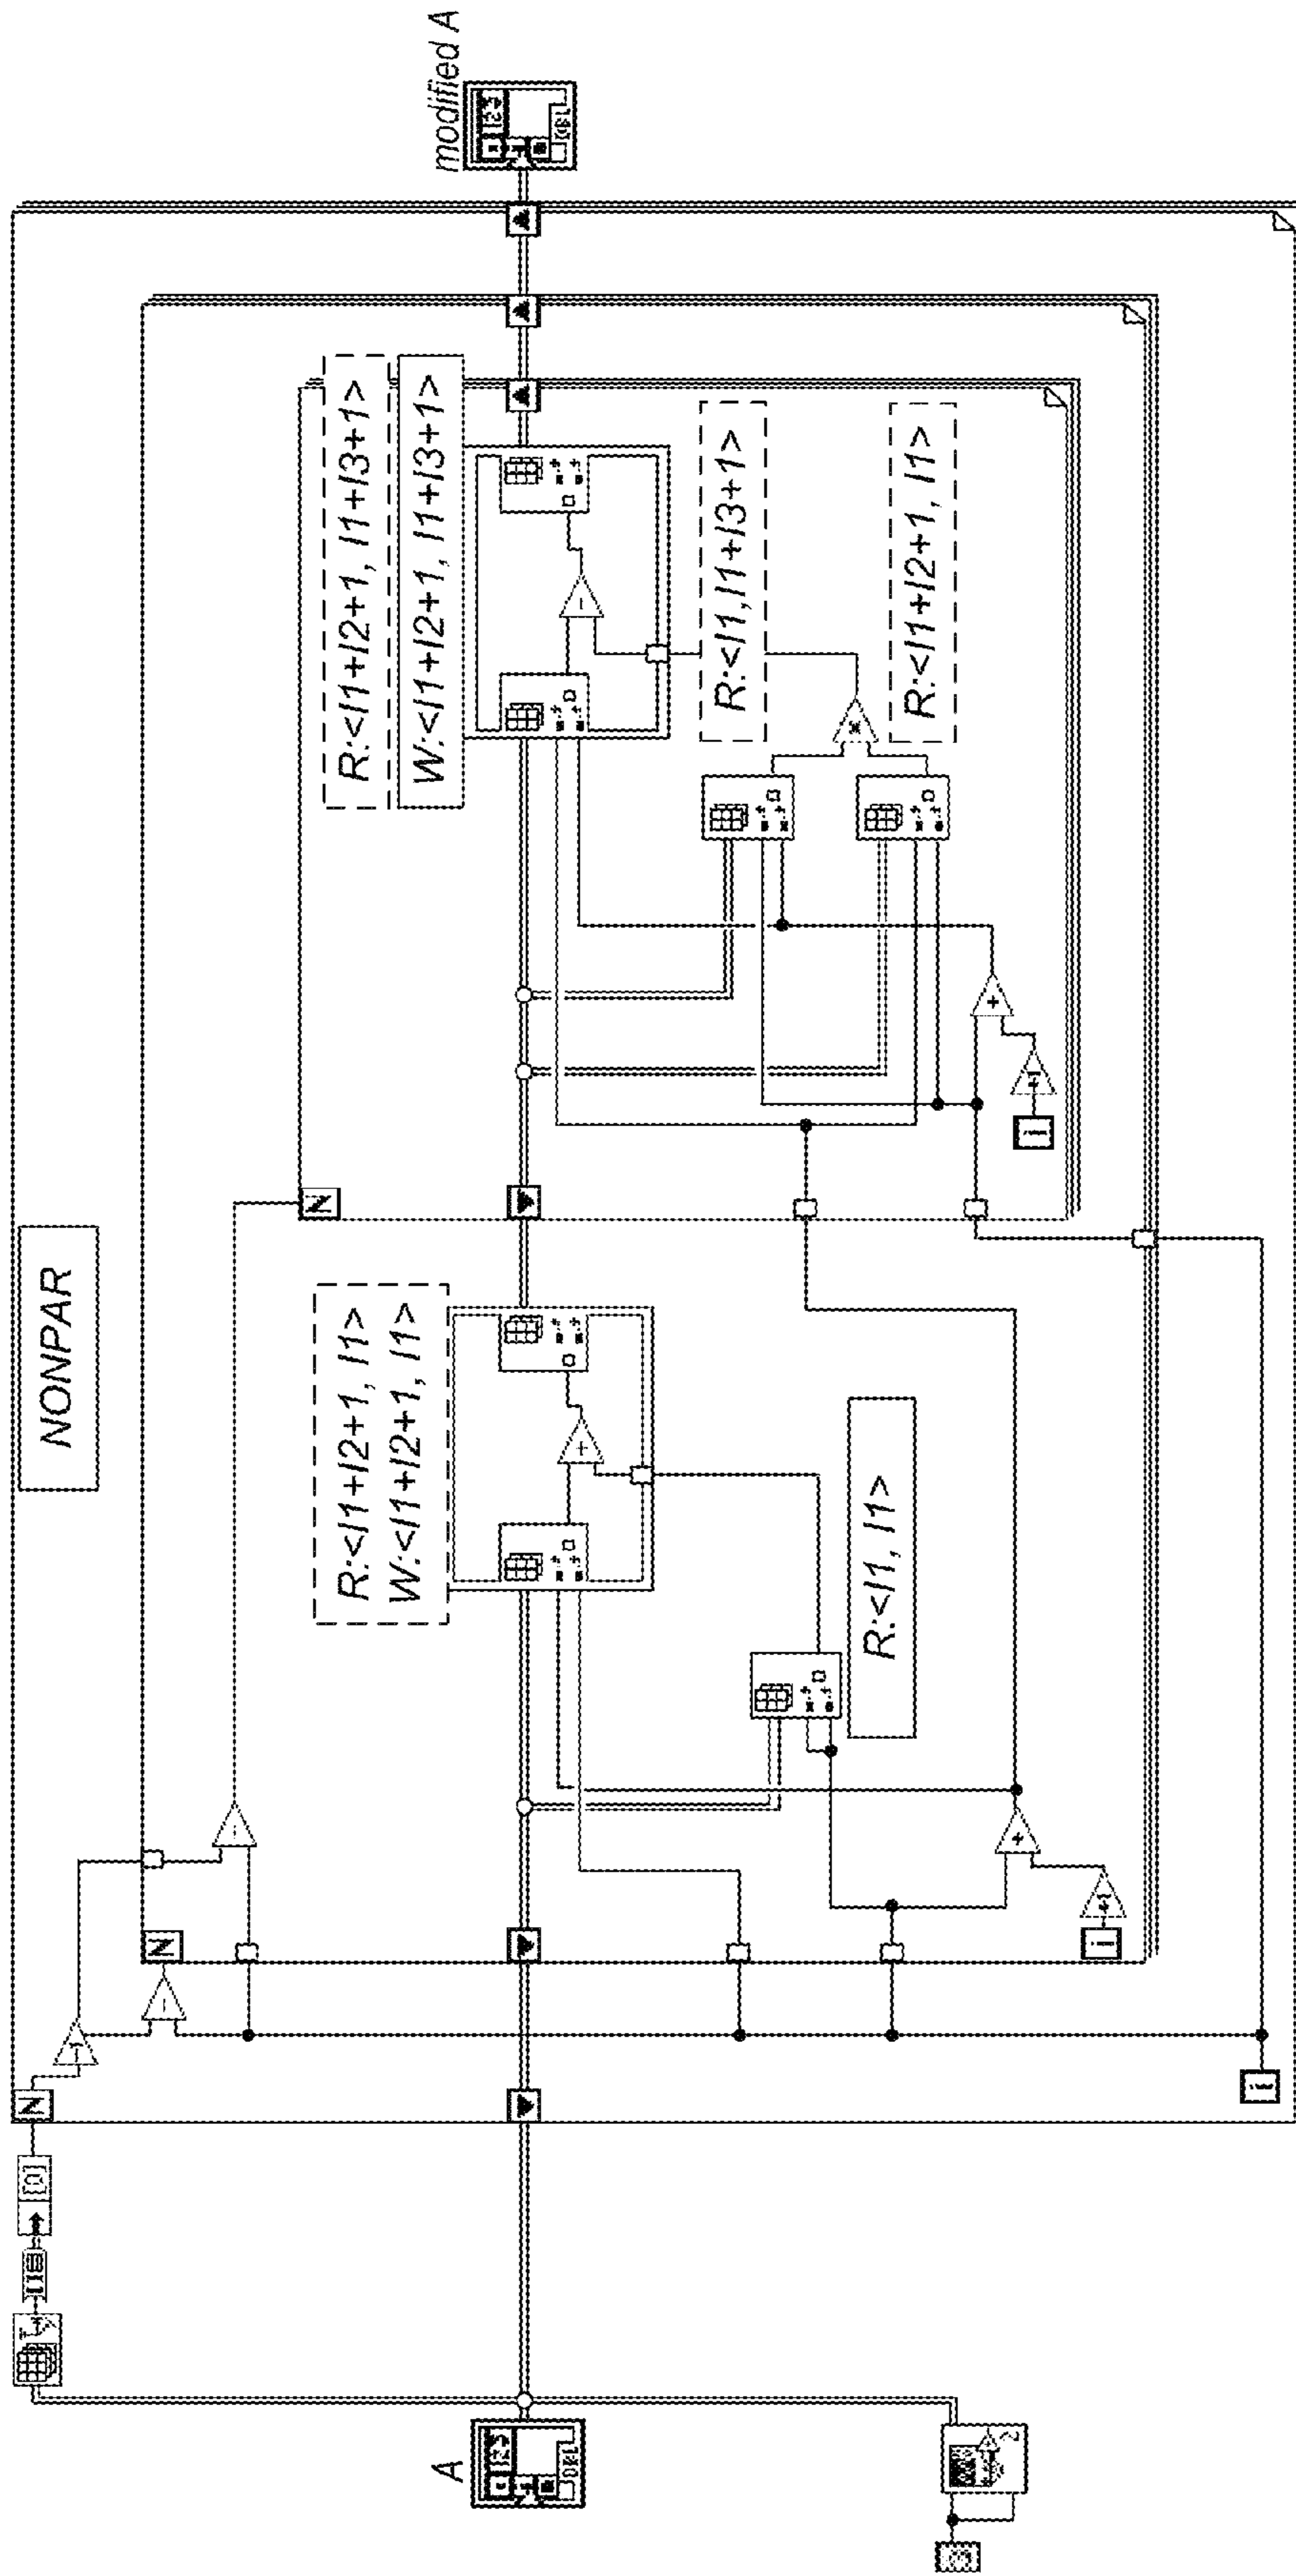 A
N
NONPAR
N
i
i
R:<I1+I2+1, I1>
W:<I1+I2+1, I1>
R:<I1, I1>
N
i
R:<I1+I2+1, I1+I3+1>
W:<I1+I2+1, I1+I3+1>
R:<I1,I1+I3+1>
R:<I1+I2+1, I1>
modified A